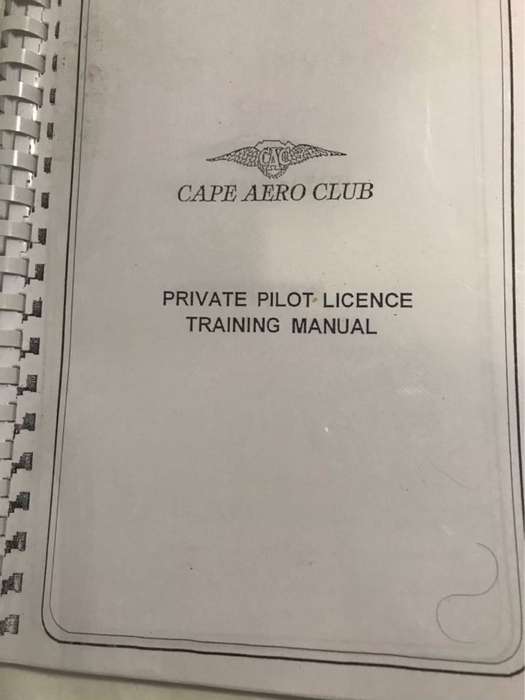 CAC
CAPE AERO CLUB
PRIVATE PILOT LICENCE
TRAINING MANUAL